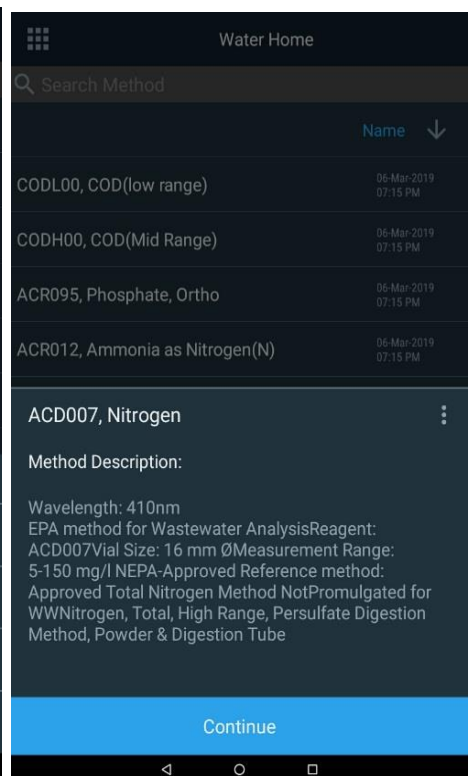 Water Home
Search Method
Name
CODL00, COD(low range)
06-Mar-2019
07:15 PM
CODH00, COD(Mid Range)
06-Mar-2019
07:15 PM
ACR095, Phosphate, Ortho
06-Mar-2019
07:15 PM
ACR012, Ammonia as Nitrogen(N)
06-Mar-2019
07:15 PM
ACD007, Nitrogen
Method Description:
Wavelength: 410nm
EPA method for Wastewater AnalysisReagent:
ACD007Vial Size: 16 mm ØMeasurement Range:
5-150 mg/l NEPA-Approved Reference method:
Approved Total Nitrogen Method NotPromulgated for
WWNitrogen, Total, High Range, Persulfate Digestion
Method, Powder & Digestion Tube
Continue